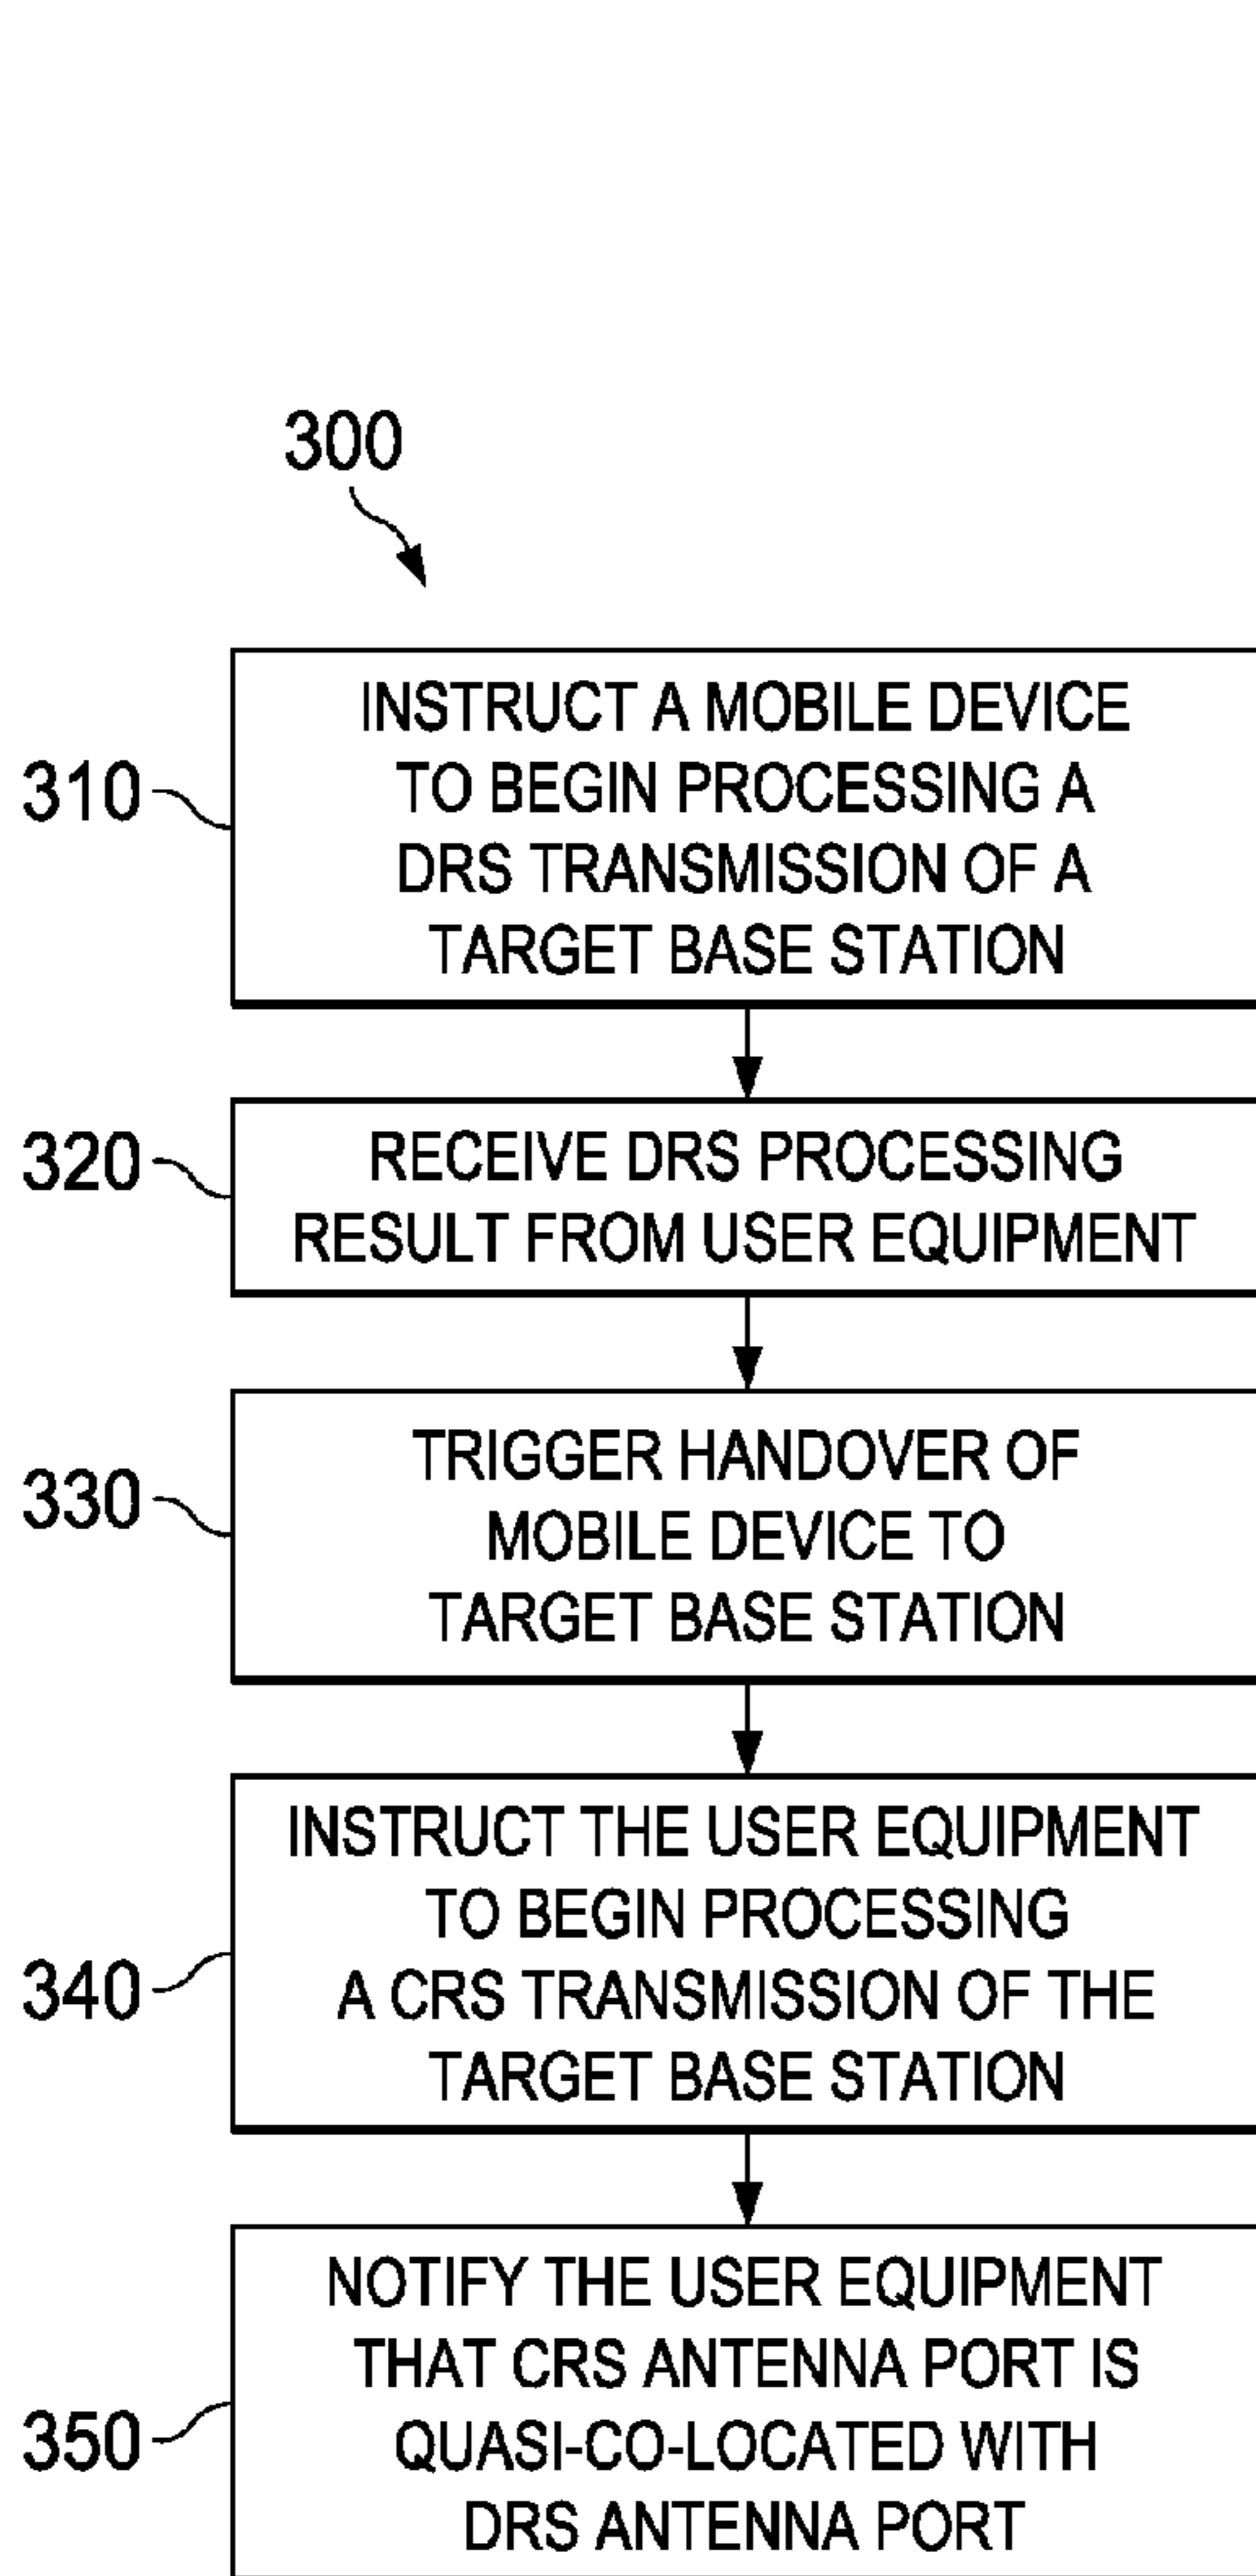 300
310
INSTRUCT A MOBILE DEVICE
TO BEGIN PROCESSING A
DRS TRANSMISSION OF A
TARGET BASE STATION
320
RECEIVE DRS PROCESSING
RESULT FROM USER EQUIPMENT
330
TRIGGER HANDOVER OF
MOBILE DEVICE TO
TARGET BASE STATION
340
INSTRUCT THE USER EQUIPMENT
TO BEGIN PROCESSING
A CRS TRANSMISSION OF THE
TARGET BASE STATION
350
NOTIFY THE USER EQUIPMENT
THAT CRS ANTENNA PORT IS
QUASI-CO-LOCATED WITH
DRS ANTENNA PORT